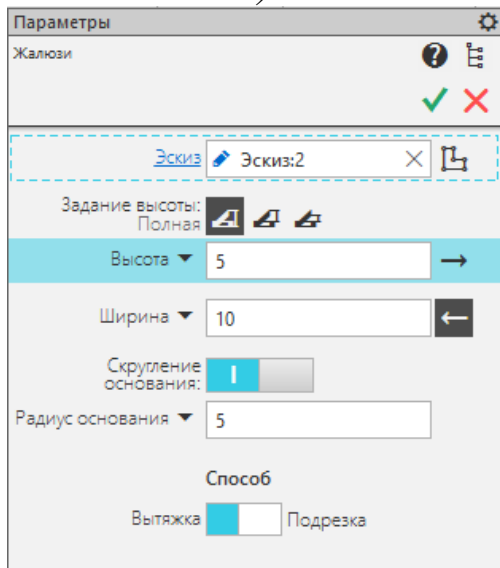 Параметры
Жалюзи
Эскиз Эскиз:2
Задание высоты:
Полная
Высота 5
Ширина 10
Скругление
основания:
Радиус основания 5
Способ
Вытяжка Подрезка